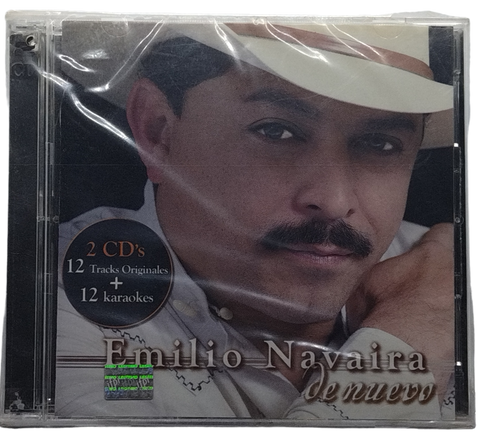 2 CD's
12 Tracks Originales
+
12 karaokes
Emilio Navaira
de nuevo